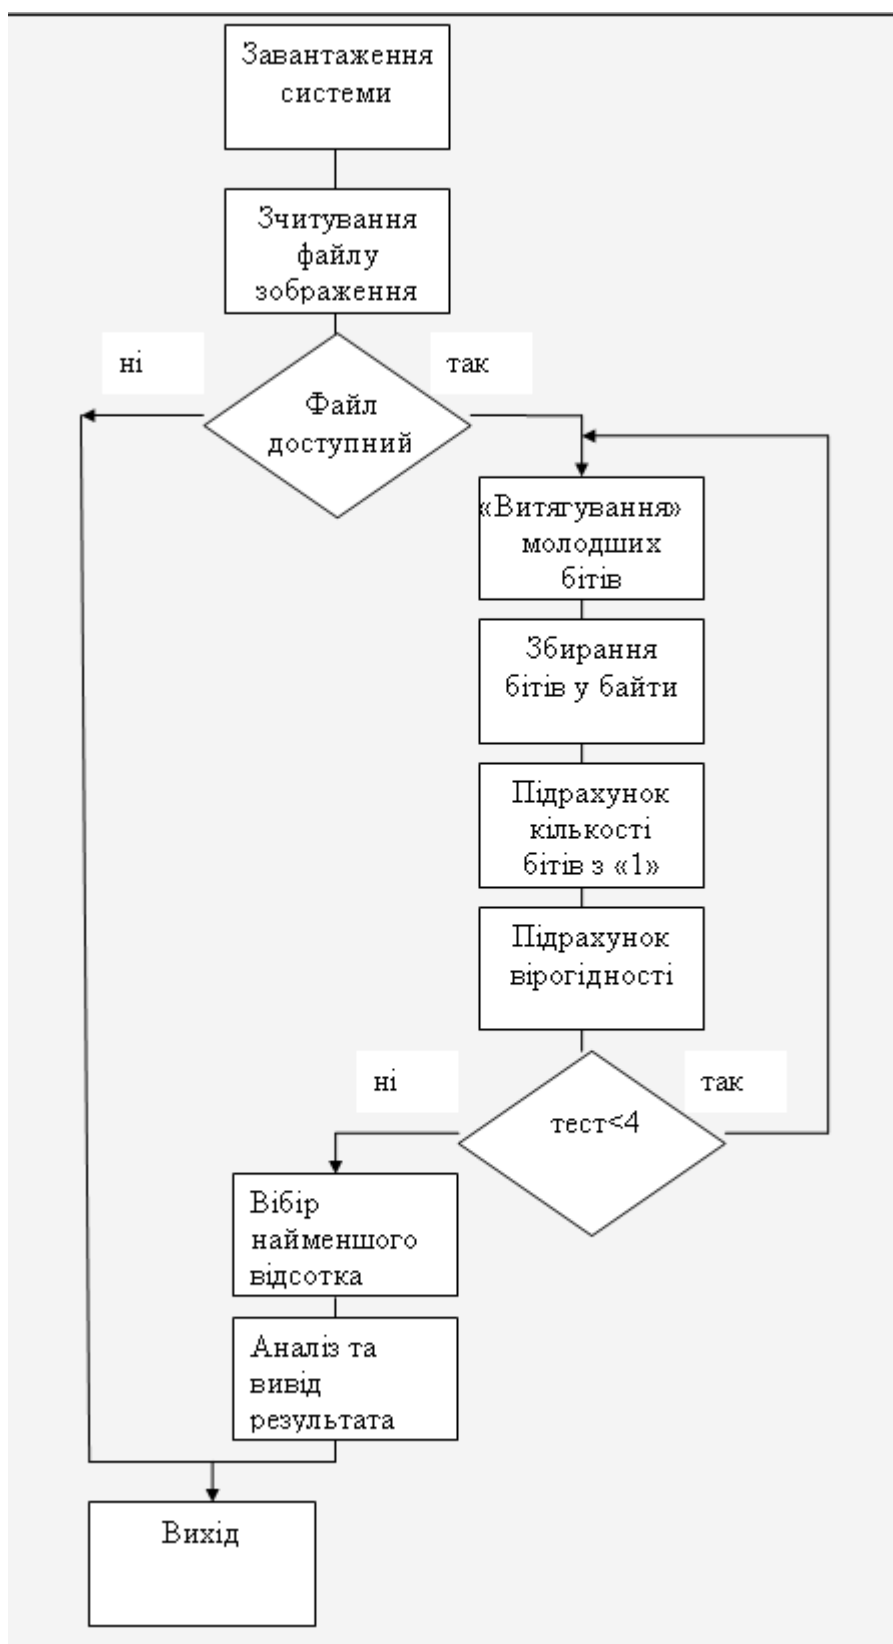 Завантаження
системи
Зчитування
файлу
зображення
ні
так
Файл
доступний
«Витягування»
молодших
бітів
Збирання
бітів у байти
Підрахунок
кількості
бітів з «1»
Підрахунок
вірогідності
ні
так
тест<4
Вібір
найменшого
відсотка
Аналіз та
вивід
результата
Вихід